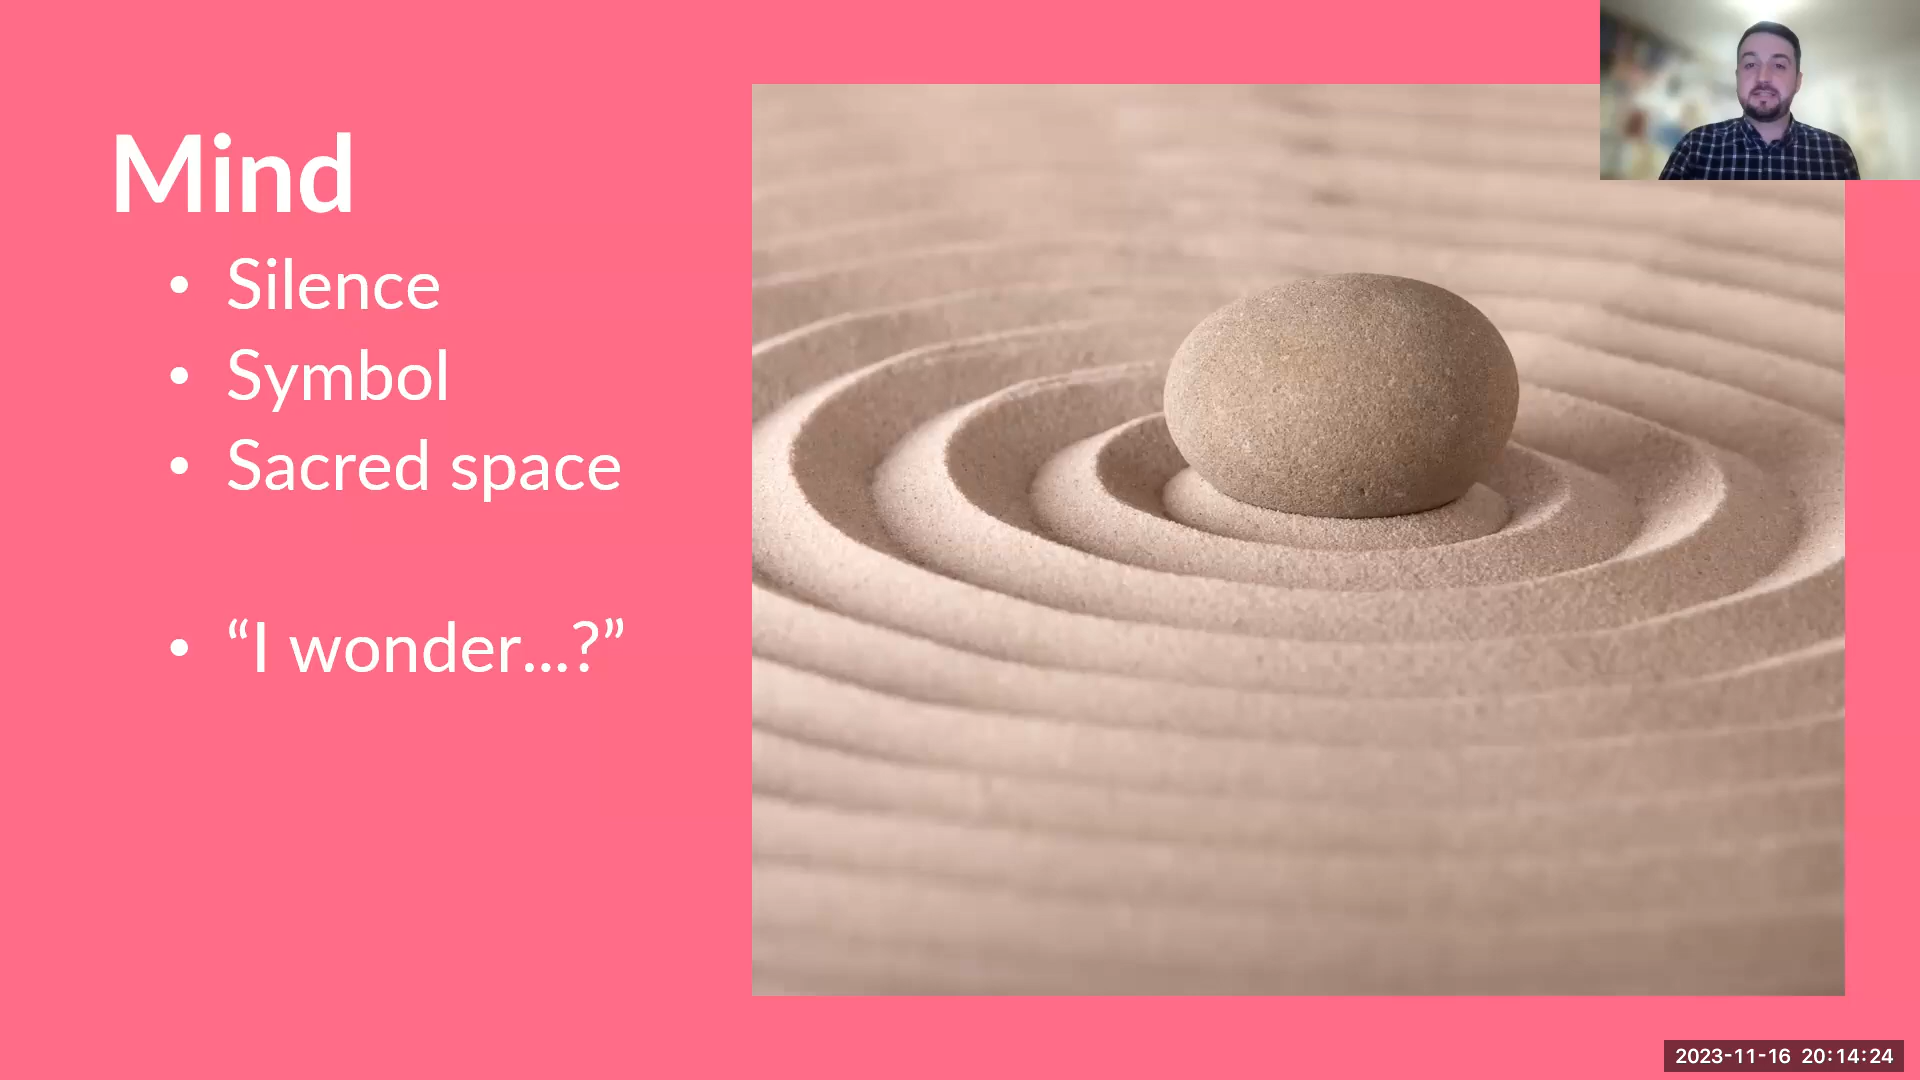 Mind
• Silence
• Symbol
• Sacred space
• “I wonder...?”
2023-11-16 20:14:24